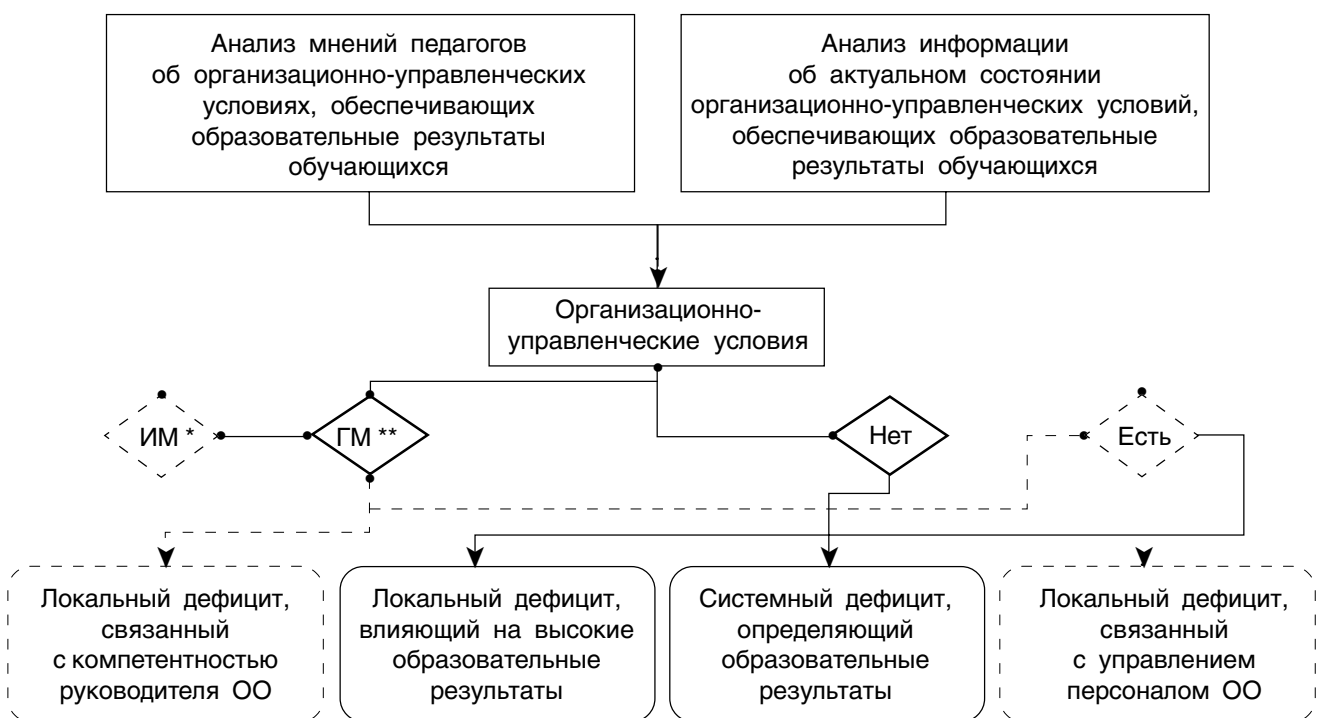 Анализ мнений педагогов
об организационно-управленческих
условиях, обеспечивающих
образовательные результаты
обучающихся
Анализ информации
об актуальном состоянии
организационно-управленческих условий,
обеспечивающих образовательные
результаты обучающихся
Организационно-
управленческие условия
ИМ *
ГМ **
Нет
Есть
Локальный дефицит,
связанный
с компетентностью
руководителя ОО
Локальный дефицит,
влияющий на высокие
образовательные
результаты
Системный дефицит,
определяющий
образовательные
результаты
Локальный дефицит,
связанный
с управлением
персоналом ОО